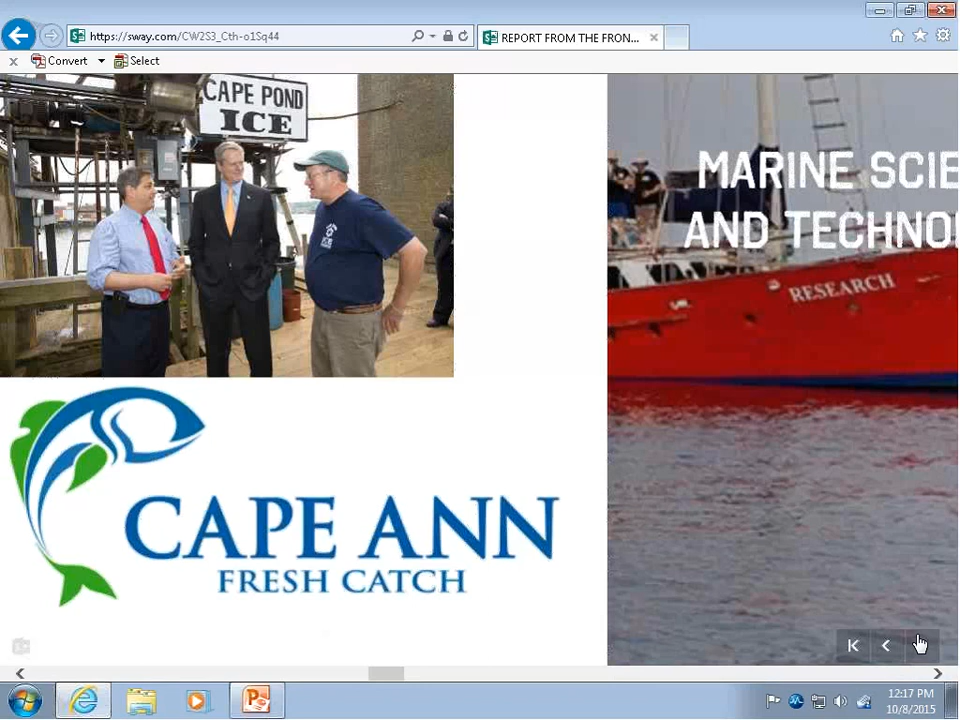 https://sway.com/CW2S3_Cth-o1Sq44
REPORT FROM THE FRON...
Convert
Select
CAPE POND
ICE
MARINE SCIE
AND TECHNO
RESEARCH
CAPE ANN
FRESH CATCH
12:17 PM
10/8/2015